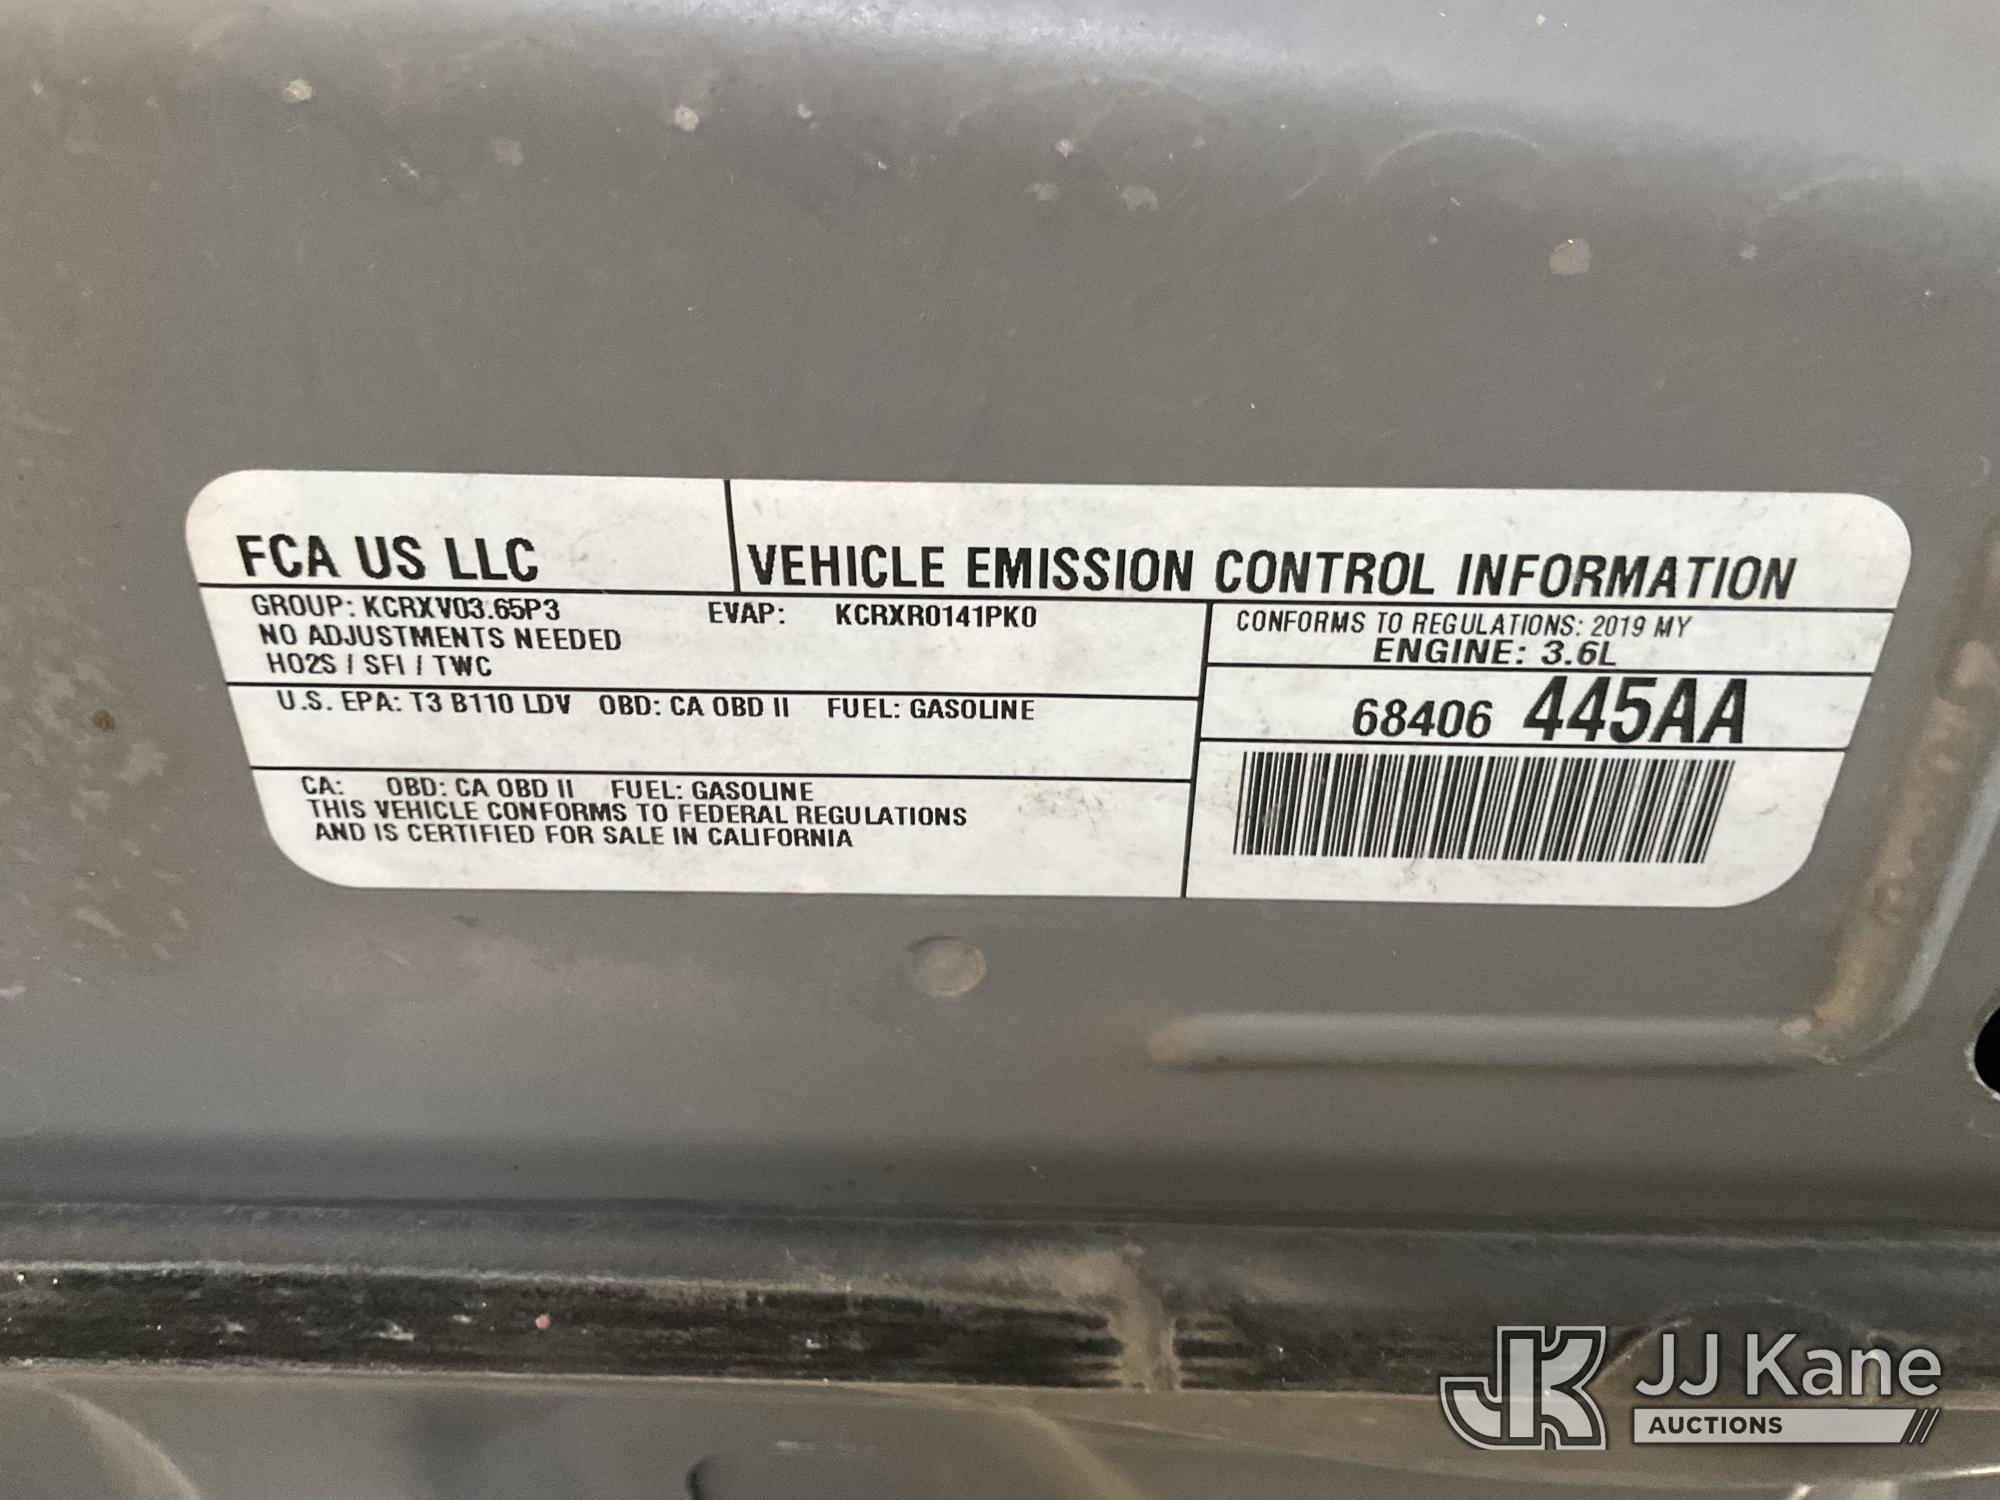 FCA US LLC
VEHICLE EMISSION CONTROL INFORMATION
GROUP: KCRXV03.65P3 EVAP: KCRXR0141PK0
NO ADJUSTMENTS NEEDED
HO2S / SFI / TWC
CONFORMS TO REGULATIONS: 2019 MY
ENGINE: 3.6L
U.S. EPA: T3 B110 LDV OBD: CA OBD II FUEL: GASOLINE
68406 445AA
CA: OBD: CA OBD II FUEL: GASOLINE
THIS VEHICLE CONFORMS TO FEDERAL REGULATIONS
AND IS CERTIFIED FOR SALE IN CALIFORNIA
JK JJ Kane
AUCTIONS